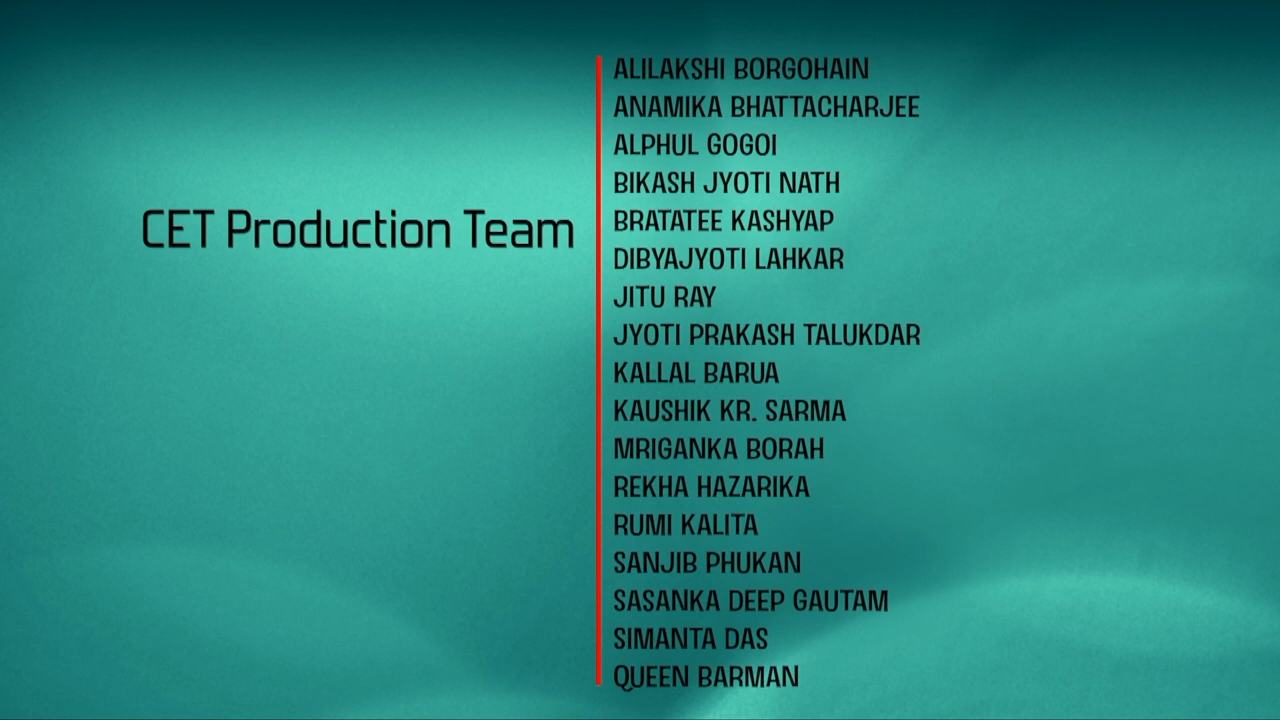 CET Production Team
ALILAKSHI BORGOHAIN
ANAMIKA BHATTACHARJEE
ALPHUL GOGOI
BIKASH JYOTI NATH
BRATATEE KASHYAP
DIBYAJYOTI LAHKAR
JITU RAY
JYOTI PRAKASH TALUKDAR
KALLAL BARUA
KAUSHIK KR. SARMA
MRIGANKA BORAH
REKHA HAZARIKA
RUMI KALITA
SANJIB PHUKAN
SASANKA DEEP GAUTAM
SIMANTA DAS
QUEEN BARMAN